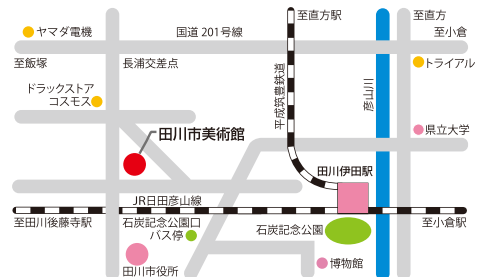 至直方駅
至直方
ヤマダ電機
国道 201号線
至小倉
至飯塚
長浦交差点
トライアル
平成筑豊鉄道
彦山川
ドラックストア
コスモス
田川市美術館
県立大学
田川伊田駅
JR日田彦山線
至田川後藤寺駅
石炭記念公園口
バス停
石炭記念公園
至小倉駅
田川市役所
博物館